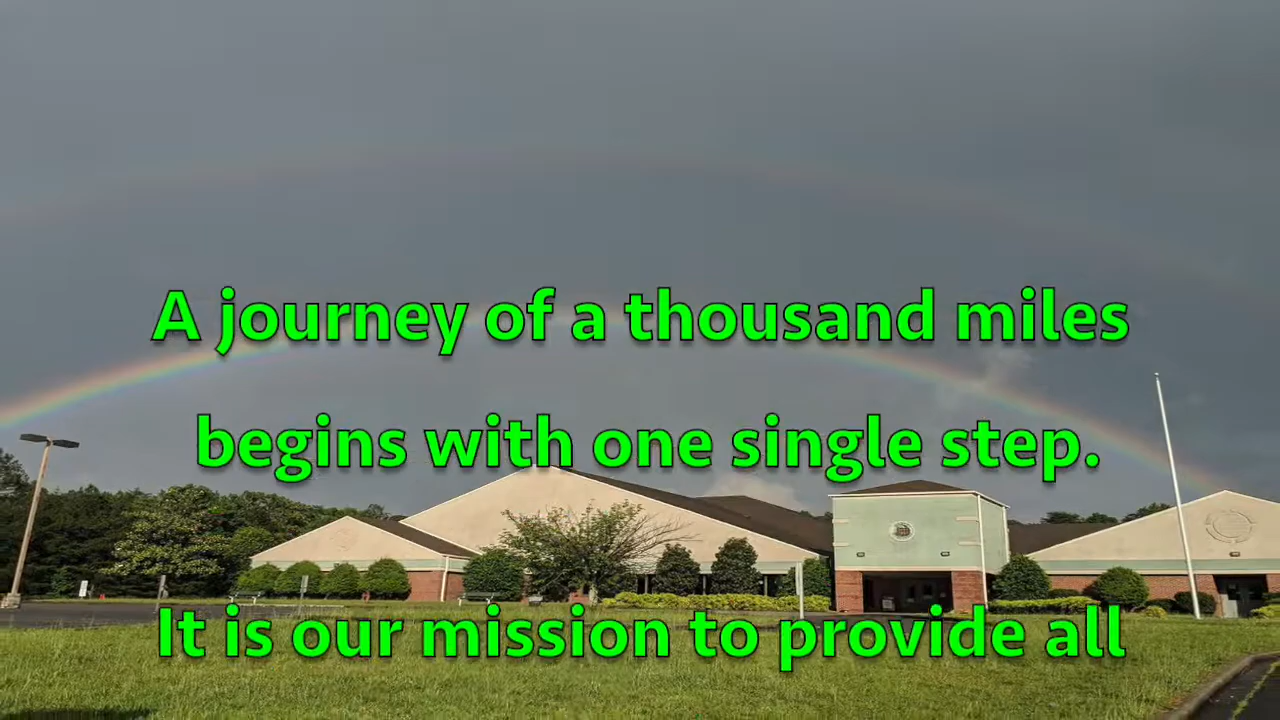 A journey of a thousand miles
begins with one single step.
It is our mission to provide all